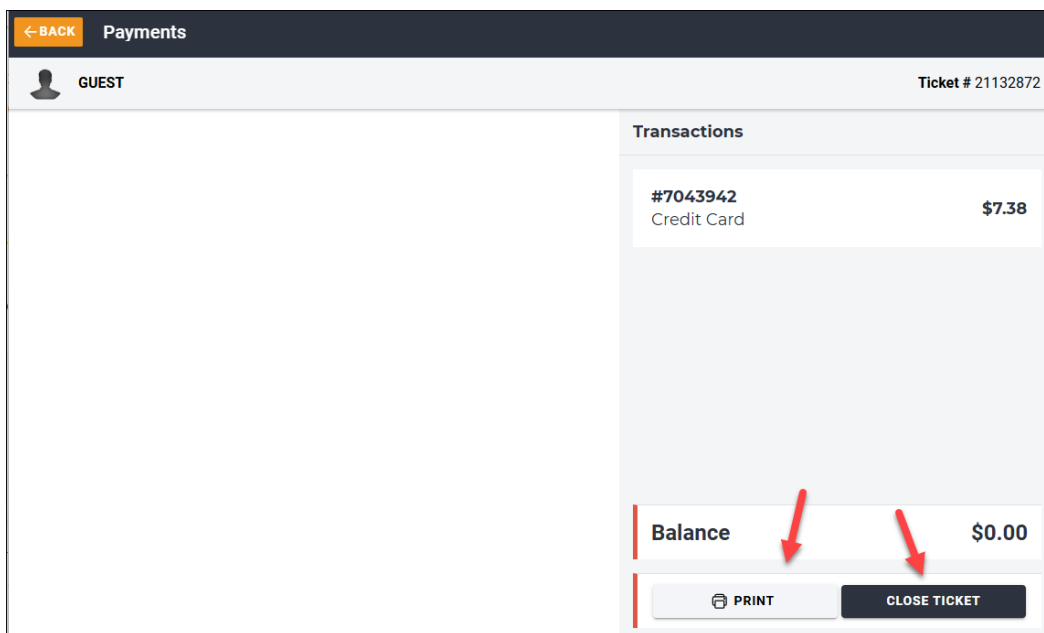 BACK Payments
GUEST Ticket # 21132872
Transactions
#7043942
Credit Card $7.38
Balance $0.00
PRINT CLOSE TICKET